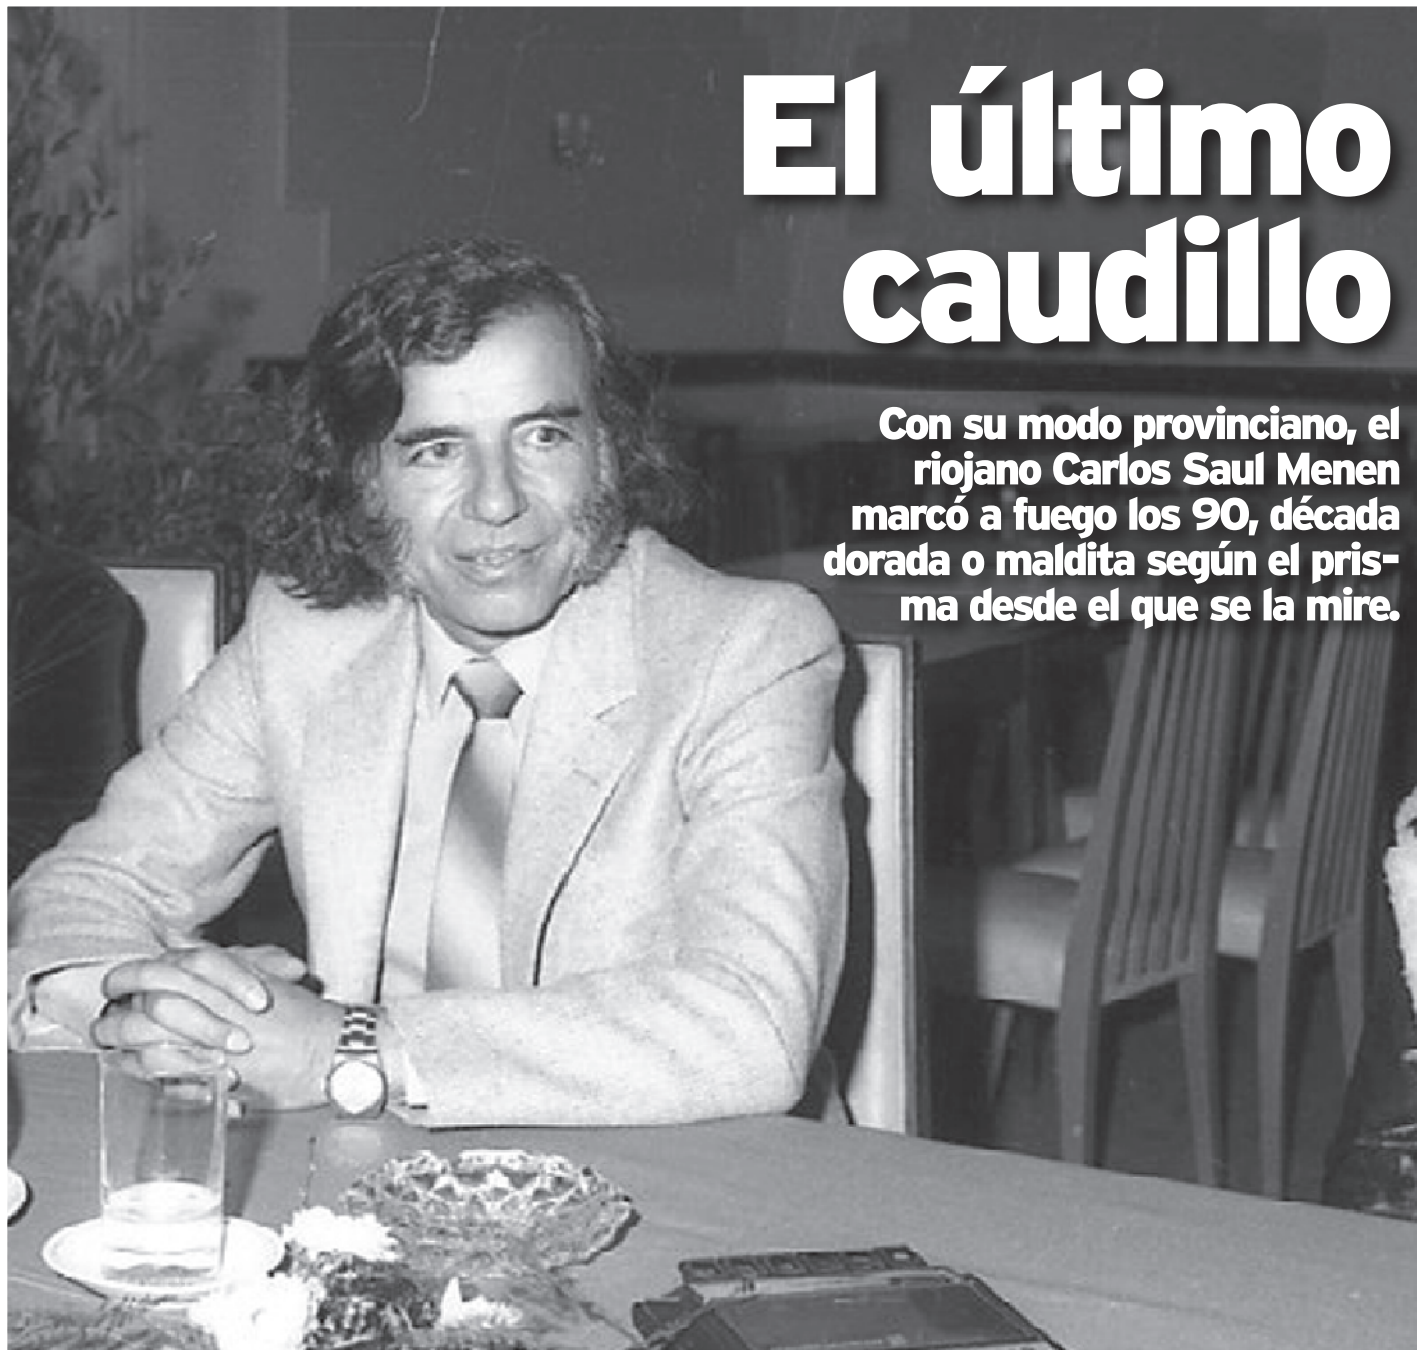 El último
caudillo
Con su modo provinciano, el
riojano Carlos Saul Menen
marcó a fuego los 90, década
dorada o maldita según el pris-
ma desde el que se la mire.